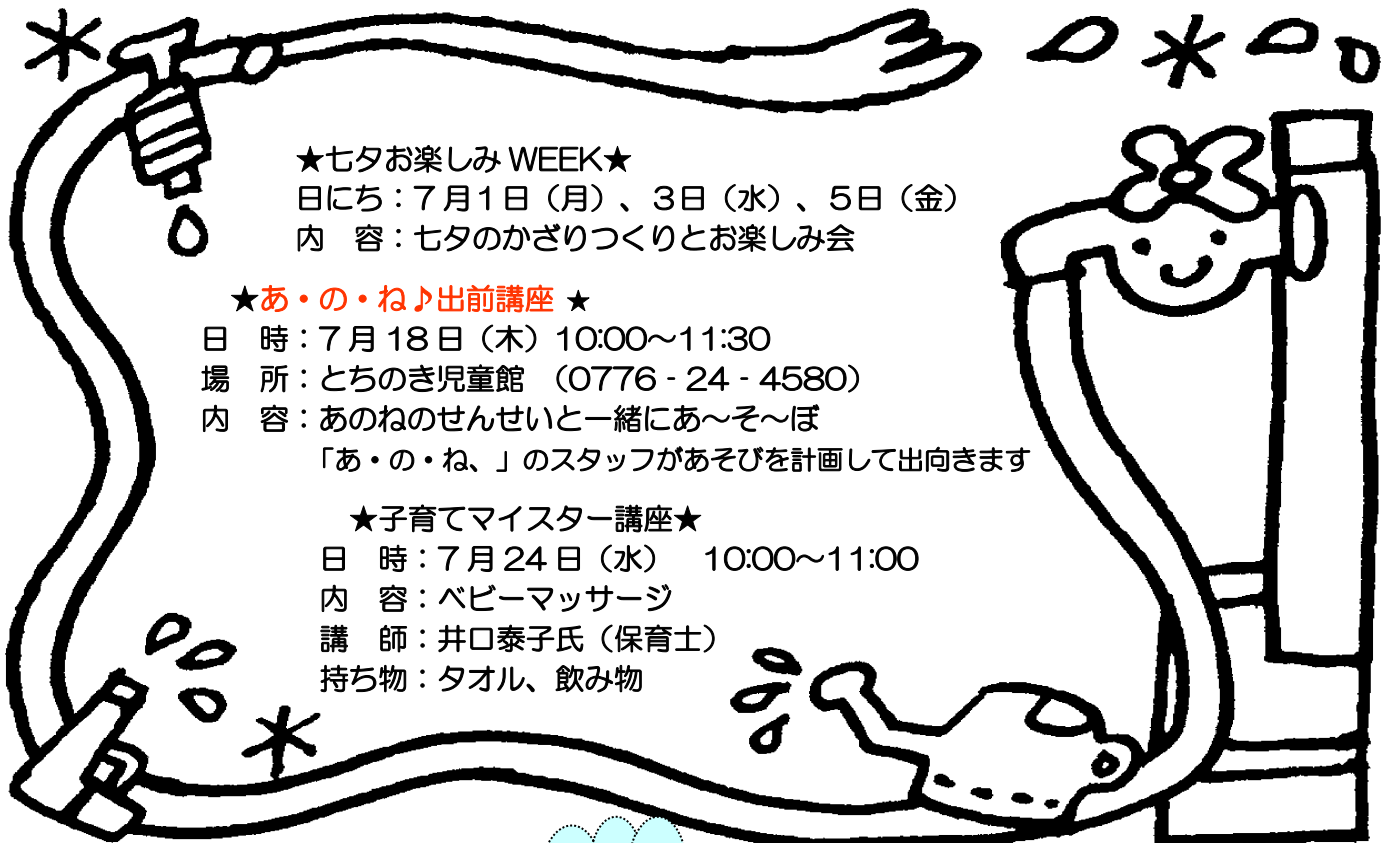 ★七夕お楽しみ WEEK★
日にち：７月１日（月）、３日（水）、５日（金）
内　容：七夕のかざりつくりとお楽しみ会
★あ・の・ね♪出前講座 ★
日　時：７月 18 日（木）10:00～11:30
場　所：とちのき児童館　（0776‐24‐4580）
内　容：あのねのせんせいと一緒にあ～そ～ぼ
「あ・の・ね、」のスタッフがあそびを計画して出向きます
★子育てマイスター講座★
日　時：７月 24 日（水）　10:00～11:00
内　容：ベビーマッサージ
講　師：井口泰子氏（保育士）
持ち物：タオル、飲み物